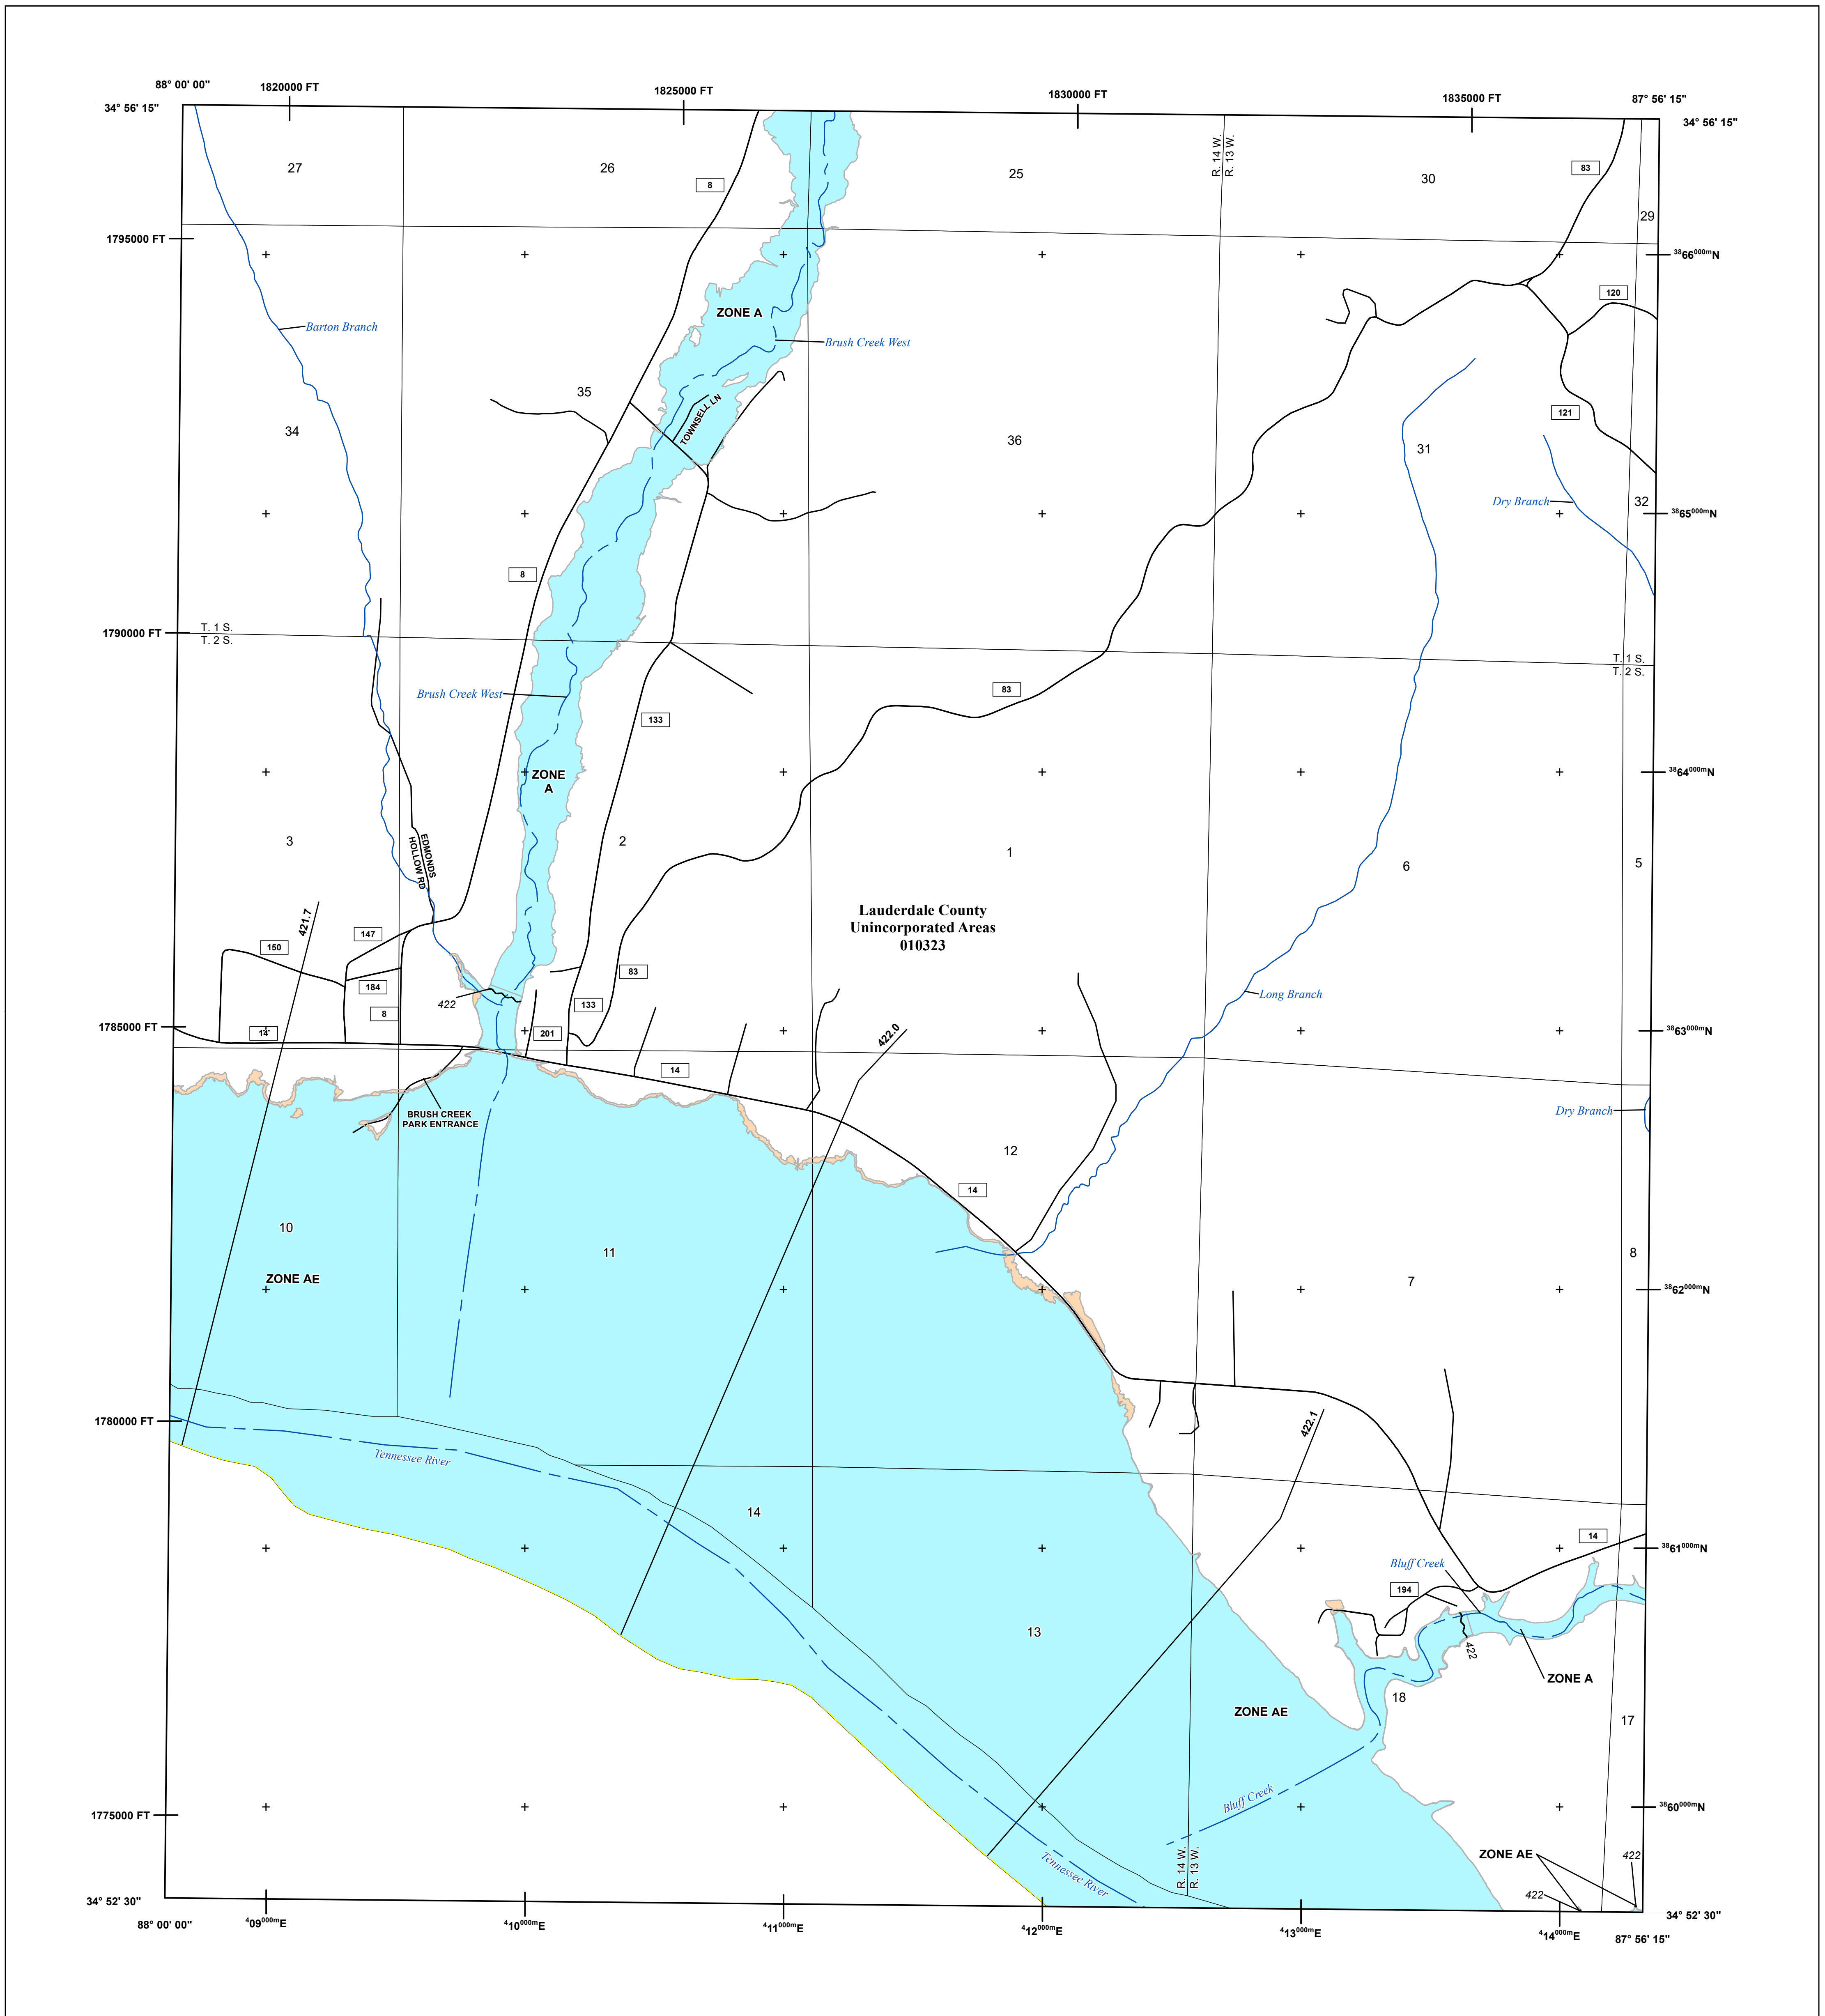 88° 00' 00"
1820000 FT
1825000 FT
1830000 FT
1835000 FT
87° 56' 15"
34° 56' 15"
34° 56' 15"
27
26
8
25
R. 14 W.
R. 13 W.
30
83
29
1795000 FT
3866000mN
ZONE A
120
Barton Branch
Brush Creek West
35
TOWNSELL LN
34
36
31
121
Dry Branch
32
3865000mN
8
1790000 FT
T. 1 S.
T. 2 S.
T. 1 S.
T. 2 S.
Brush Creek West
83
133
ZONE
A
3864000mN
3
EDMONDS
HOLLOW RD
2
1
6
5
421.7
Lauderdale County
Unincorporated Areas
010323
150
147
184
8
422
83
133
201
Long Branch
1785000 FT
14
422.0
3863000mN
14
BRUSH CREEK
PARK ENTRANCE
Dry Branch
12
14
10
11
8
ZONE AE
7
3862000mN
1780000 FT
422.1
Tennessee River
14
14
3861000mN
Bluff Creek
194
13
422
ZONE A
18
ZONE AE
17
Bluff Creek
1775000 FT
3860000mN
Tennessee River
R. 14 W.
R. 13 W.
ZONE AE
422
422
34° 52' 30"
34° 52' 30"
88° 00' 00"
409000mE
410000mE
411000mE
412000mE
413000mE
414000mE
87° 56' 15"